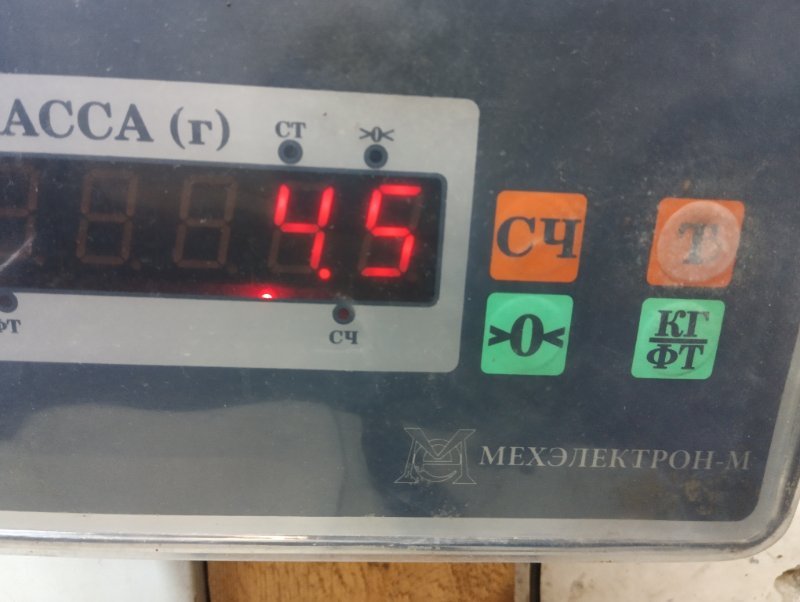 АССА (г)
СТ
>0<
4.5
ФТ
СЧ
СЧ
Т
>0<
КГ
ФТ
МЕХЭЛЕКТРОН-М